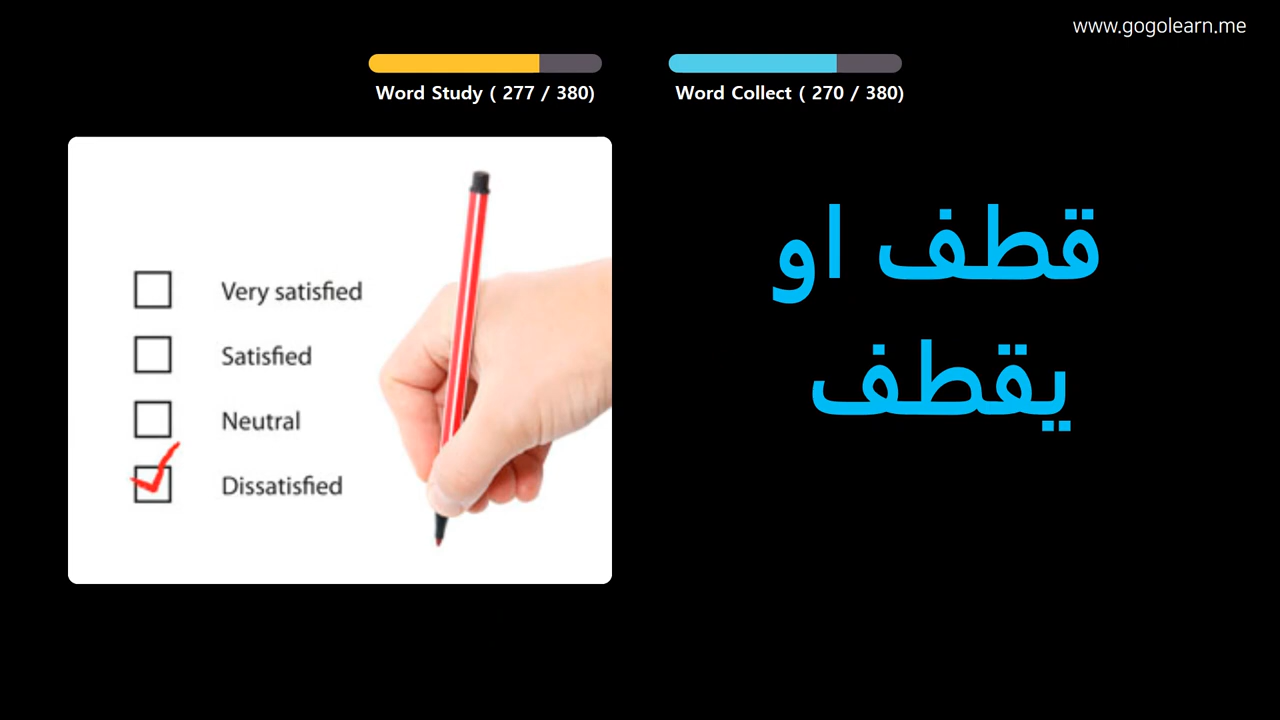 www.gogolearn.me
Word Study ( 277 / 380)
Word Collect ( 270 / 380)
Very satisfied
Satisfied
Neutral
Dissatisfied
قطف او
يقطف